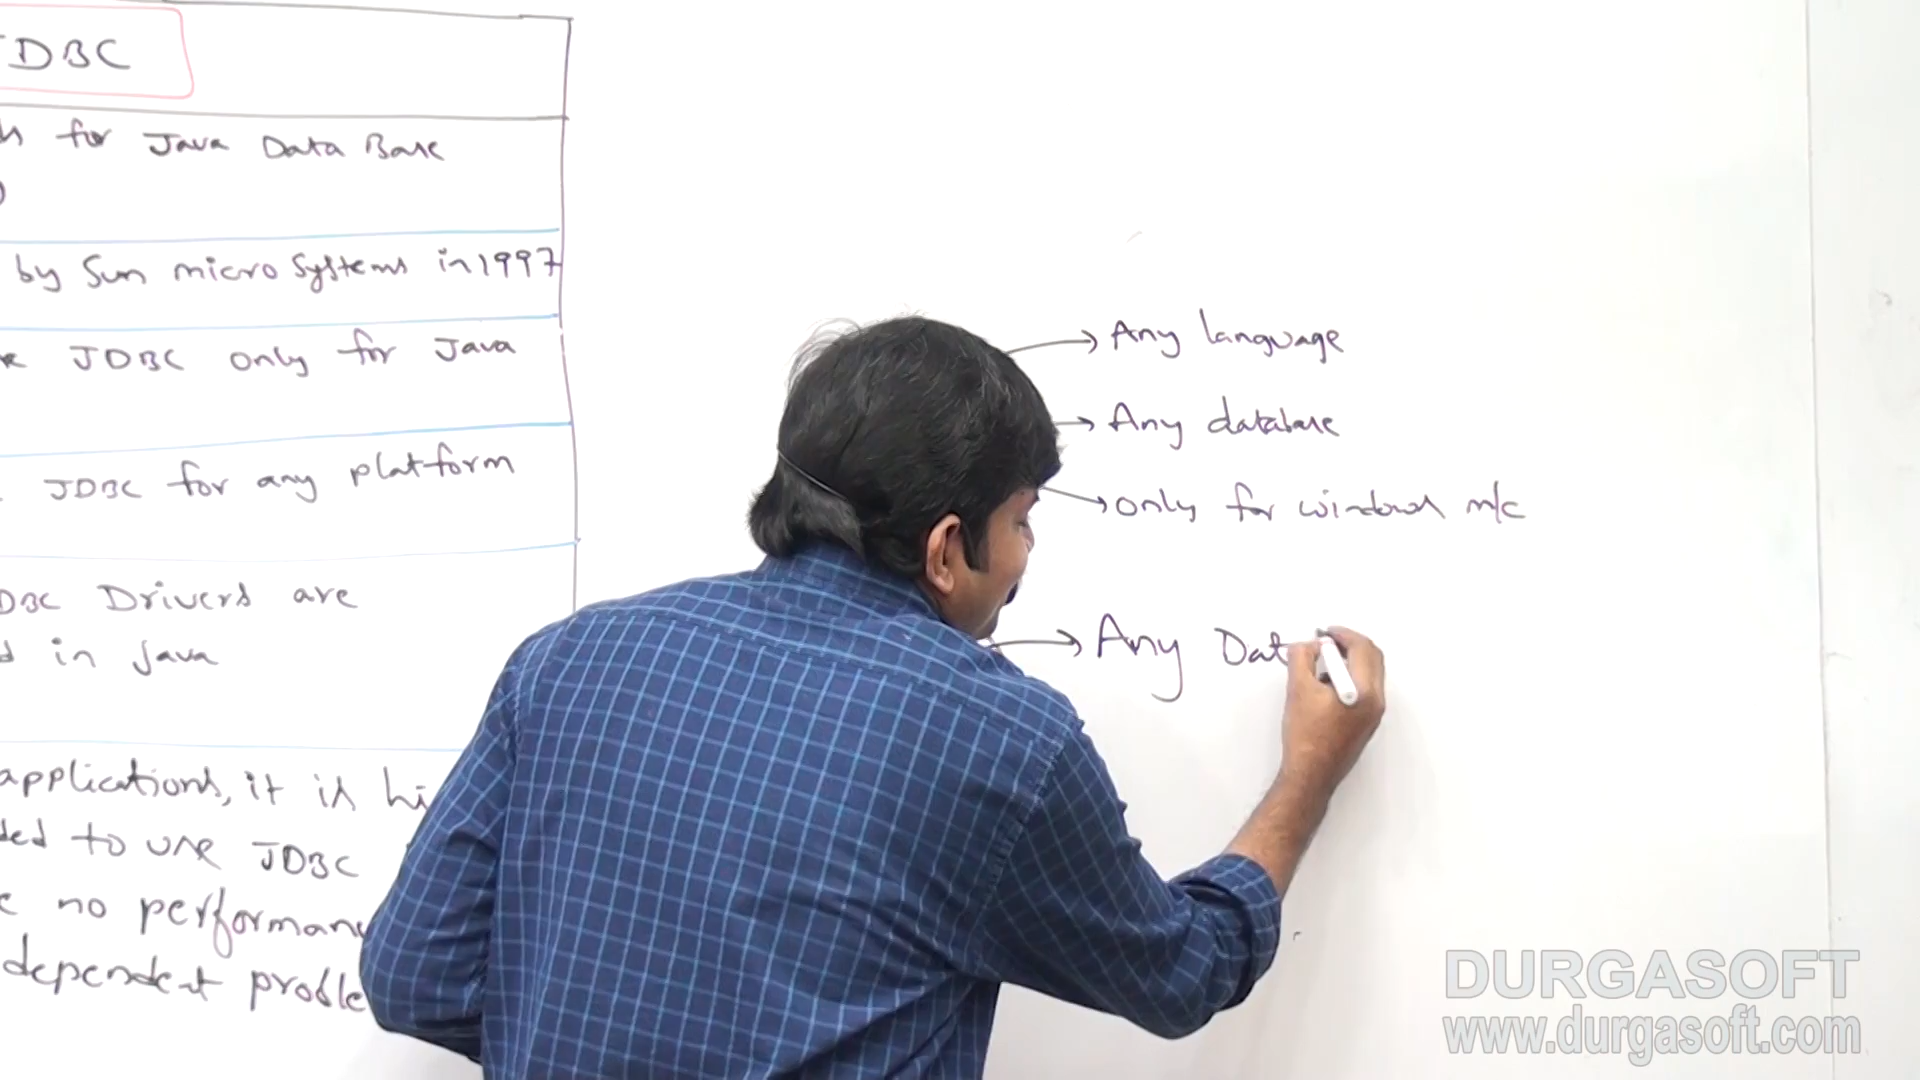 JDBC
for Java Data Base
by Sun micro systems in 1997
JDBC only for Java
JDBC for any platform
DBC Drivers are
in Java
applications, it is hi
ded to use JDBC
no performan
dependent proble
Any language
Any database
only for windows m/c
Any Dat
DURGASOFT
www.durgasoft.com